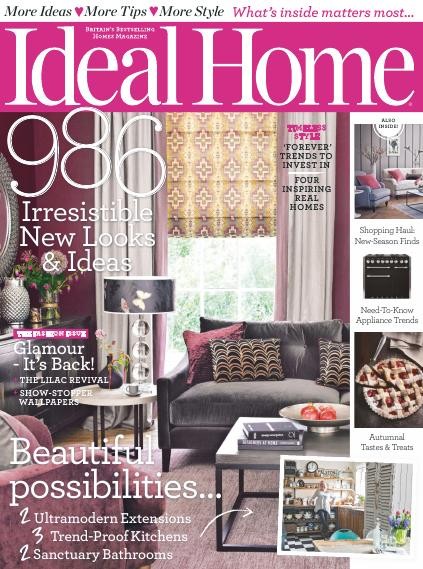 More Ideas ♥ More Tips ♥ More Style What's inside matters most...
BRITAIN'S BESTSELLING
HOMES MAGAZINE
Ideal Home
986
Irresistible
New Looks
& Ideas
TIMELESS
STYLE
'FOREVER'
TRENDS TO
INVEST IN
FOUR
INSPIRING
REAL
HOMES
ALSO
INSIDE!
Shopping Haul:
New-Season Finds
Need-To-Know
Appliance Trends
Autumnal
Tastes & Treats
THE FASHION ISSUE
Glamour
- It's Back!
THE LILAC REVIVAL
SHOW-STOPPER
WALLPAPERS
Beautiful
possibilities...
2 Ultramodern Extensions
3 Trend-Proof Kitchens
2 Sanctuary Bathrooms